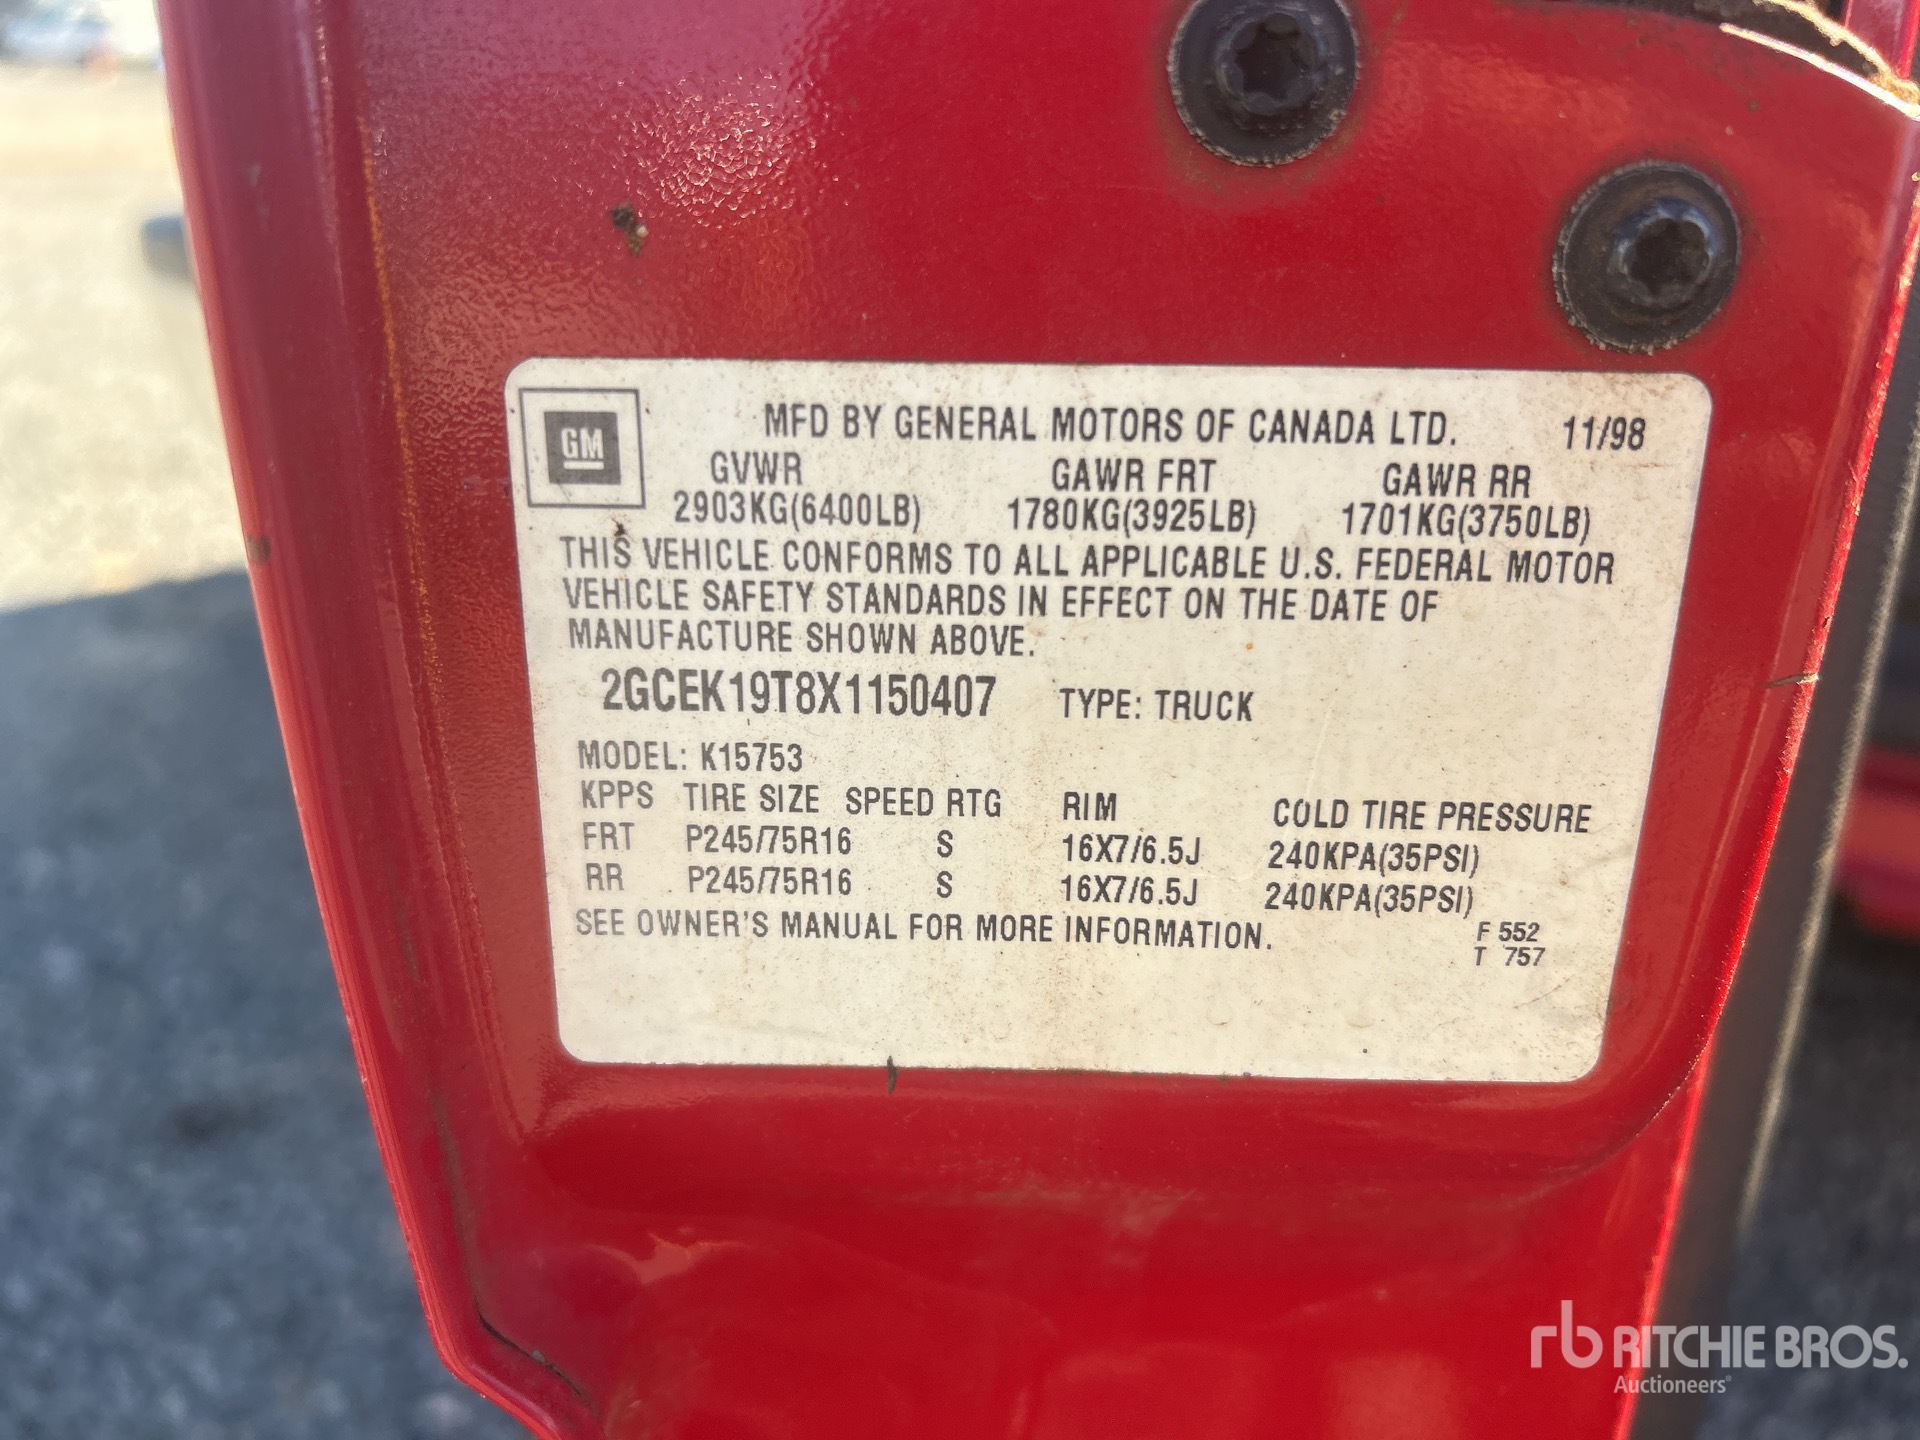 GM
MFD BY GENERAL MOTORS OF CANADA LTD. 11/98
GVWR GAWR FRT GAWR RR
2903KG(6400LB) 1780KG(3925LB) 1701KG(3750LB)
THIS VEHICLE CONFORMS TO ALL APPLICABLE U.S. FEDERAL MOTOR
VEHICLE SAFETY STANDARDS IN EFFECT ON THE DATE OF
MANUFACTURE SHOWN ABOVE.
2GCEK19T8X1150407 TYPE: TRUCK
MODEL: K15753
KPPS TIRE SIZE SPEED RTG RIM COLD TIRE PRESSURE
FRT P245/75R16 S 16X7/6.5J 240KPA(35PSI)
RR P245/75R16 S 16X7/6.5J 240KPA(35PSI)
SEE OWNER'S MANUAL FOR MORE INFORMATION. F 552
T 757
rb RITCHIE BROS.
Auctioneers